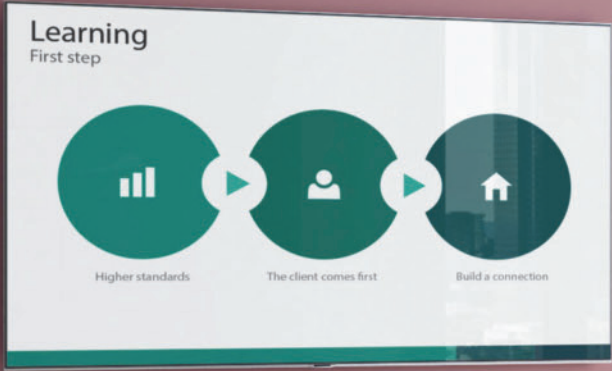 Learning
First step
Higher standards
The client comes first
Build a connection